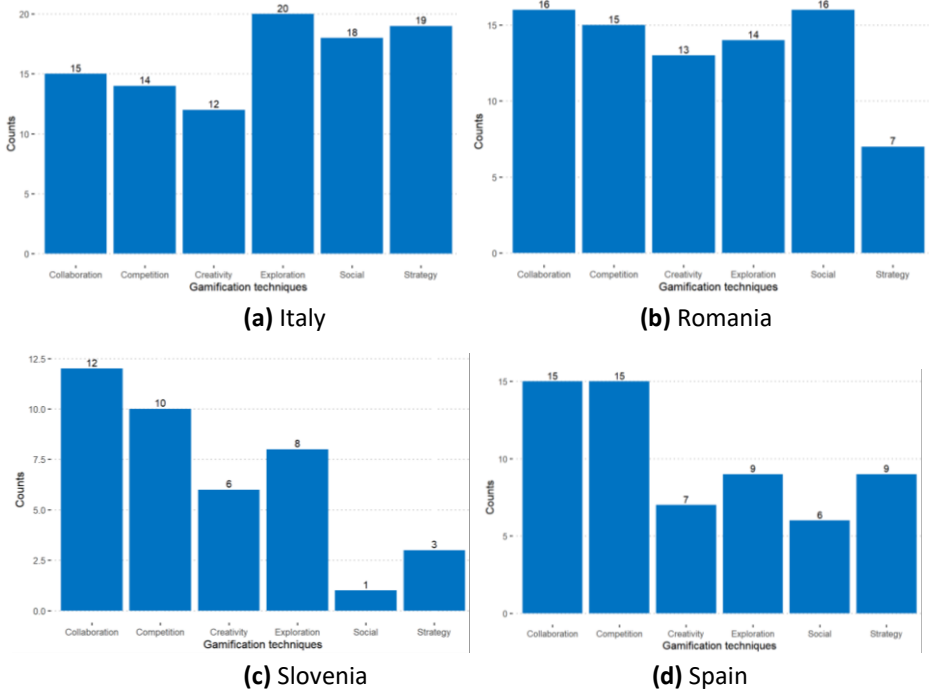 20
20
18
19
15
15
14
12
10
5
0
Counts
Collaboration Competition Creativity Exploration Social Strategy
Gamification techniques
(a) Italy
16
16
15
15
14
13
10
7
5
0
Counts
Collaboration Competition Creativity Exploration Social Strategy
Gamification techniques
(b) Romania
12.5
12
10.0
10
8
7.5
6
5.0
3
2.5
1
0.0
Counts
Collaboration Competition Creativity Exploration Social Strategy
Gamification techniques
(c) Slovenia
15
15
15
10
9
9
7
6
5
0
Counts
Collaboration Competition Creativity Exploration Social Strategy
Gamification techniques
(d) Spain